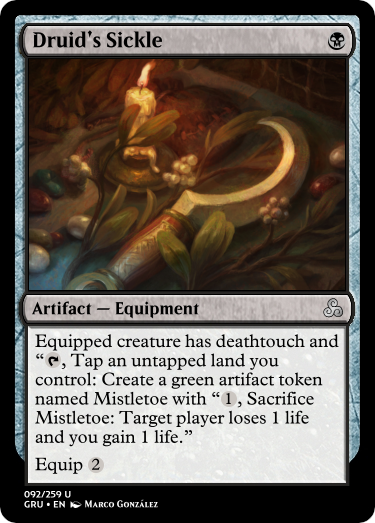 Druid's Sickle
Artifact — Equipment
Equipped creature has deathtouch and
“, Tap an untapped land you
control: Create a green artifact token
named Mistletoe with “1, Sacrifice
Mistletoe: Target player loses 1 life
and you gain 1 life.”
Equip 2
092/259 U
GRU • EN Marco González